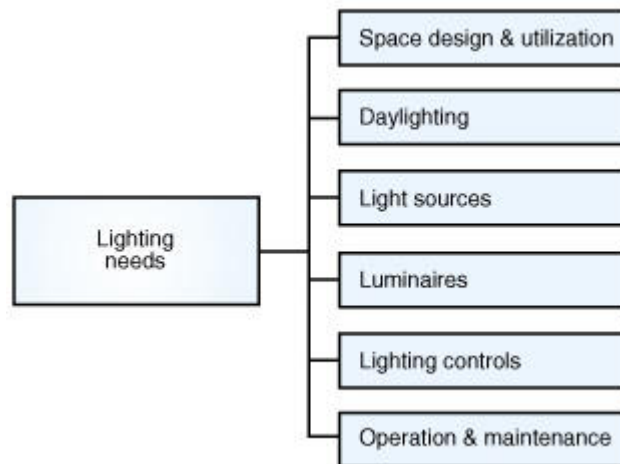 Space design & utilization
Daylighting
Light sources
Lighting
needs
Luminaires
Lighting controls
Operation & maintenance